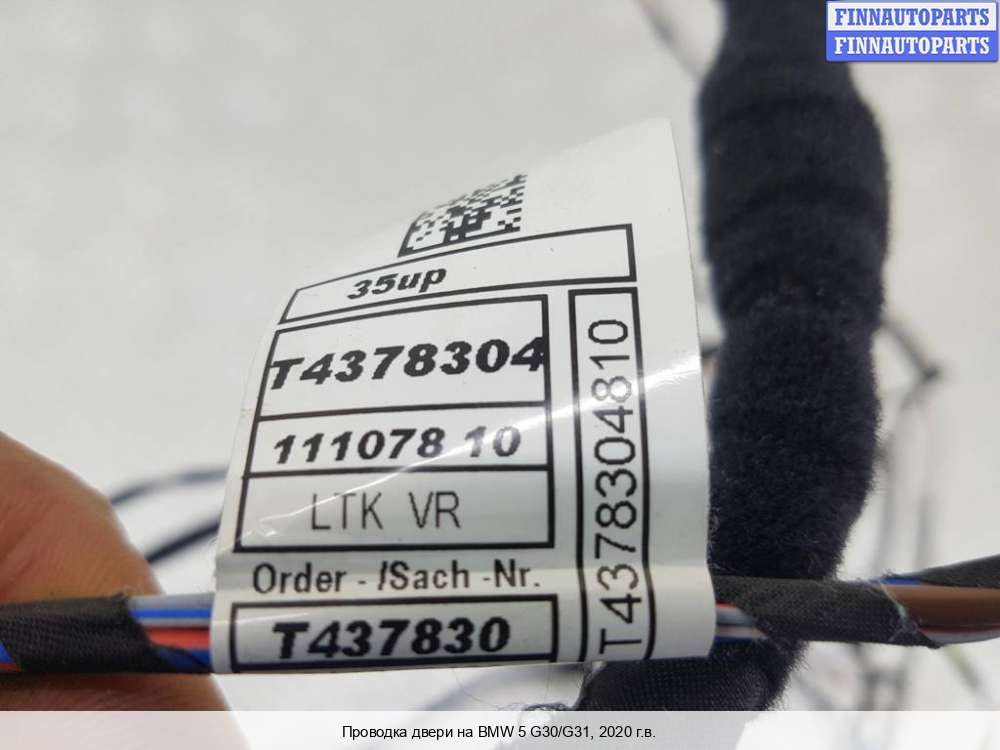 FINNAUTOPARTS
FINNAUTOPARTS
35up
T4378304
111078 10
LTK VR
Order - /Sach -Nr.
T437830
T4378304810
Проводка двери на BMW 5 G30/G31, 2020 г.в.